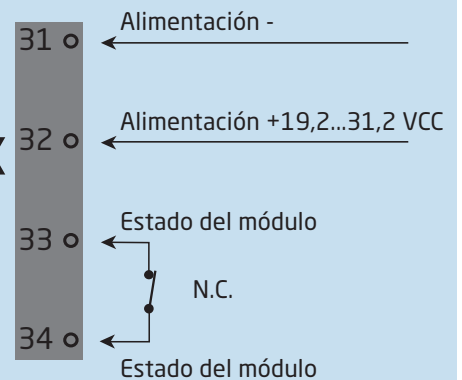 Alimentación -
31
Alimentación +19,2...31,2 VCC
32
Estado del módulo
33
N.C.
34
Estado del módulo